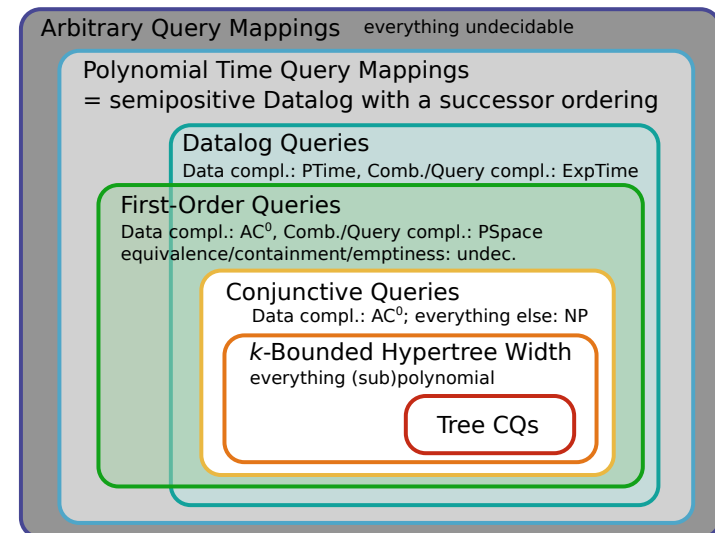 Arbitrary Query Mappings everything undecidable
Polynomial Time Query Mappings
= semipositive Datalog with a successor ordering
Datalog Queries
Data compl.: PTime, Comb./Query compl.: ExpTime
First-Order Queries
Data compl.: AC⁰, Comb./Query compl.: PSpace
equivalence/containment/emptiness: undec.
Conjunctive Queries
Data compl.: AC⁰; everything else: NP
k-Bounded Hypertree Width
everything (sub)polynomial
Tree CQs